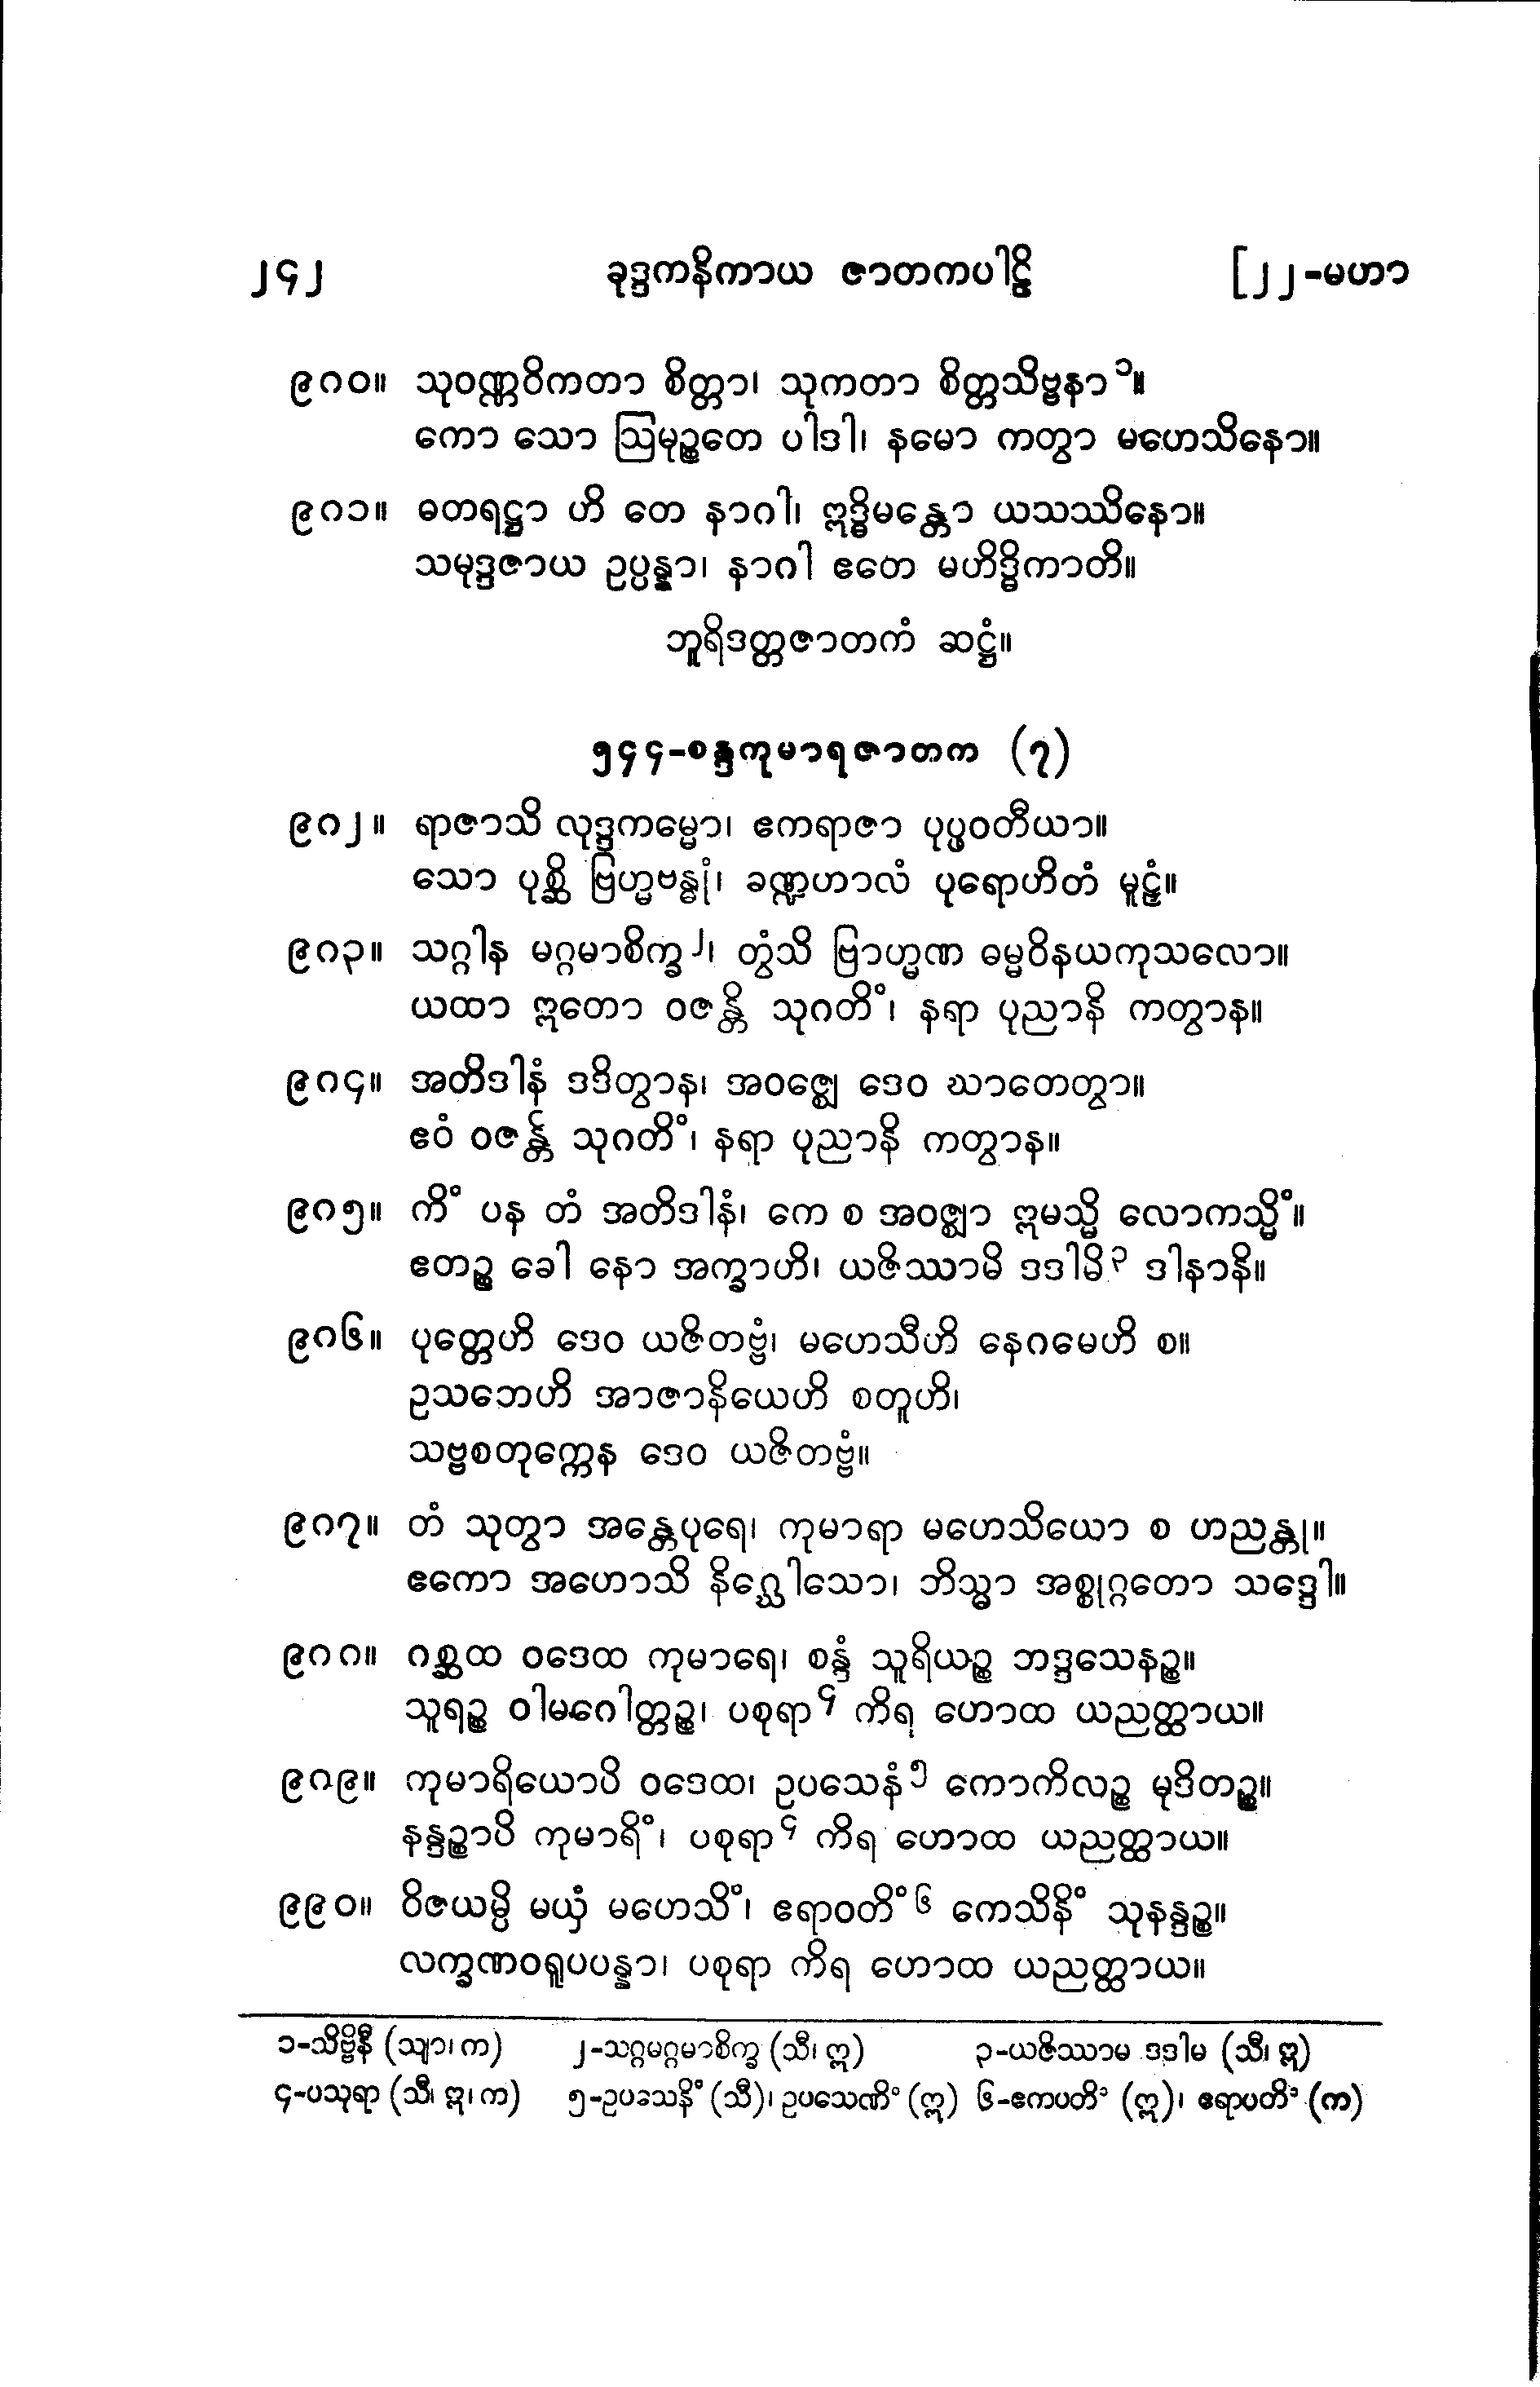 ၂၄၂ ခုဒ္ဒကနိကာယ ဇာတကပါဠိ [၂၂-မဟာ
၉၈၀။ သုဝဏ္ဏဝိကတာ စိတ္တာ၊ သုကတာ စိတ္တသိဗ္ဗနာ၁။
ကော သော ဩမုဉ္စတေ ပါဒါ၊ နမော ကတွာ မဟေသိနော။
၉၈၁။ ဓတရဋ္ဌာ ဟိ တေ နာဂါ၊ ဣဒ္ဓိမန္တော ယသဿိနော။
သမုဒ္ဒဇာယ ဥပ္ပန္နာ၊ နာဂါ ဧတေ မဟိဒ္ဓိကာတိ။
ဘူရိဒတ္တဇာတကံ ဆဋ္ဌံ။
၅၄၄-စန္ဒကုမာရဇာတက (၇)
၉၈၂။ ရာဇာသိ လုဒ္ဒကမ္မော၊ ဧကရာဇာ ပုပ္ဖဝတီယာ။
သော ပုစ္ဆိ ဗြဟ္မဗန္ဓုံ၊ ခဏ္ဍဟာလံ ပုရောဟိတံ မူဠှံ။
၉၈၃။ သဂ္ဂါန မဂ္ဂမာစိက္ခ၂၊ တွံသိ ဗြာဟ္မဏ ဓမ္မဝိနယကုသလော။
ယထာ ဣတော ဝဇန္တိ သုဂတိံ၊ နရာ ပုညာနိ ကတွာန။
၉၈၄။ အတိဒါနံ ဒဒိတွာန၊ အဝဇ္ဈေ ဒေဝ ဃာတေတွာ။
ဧဝံ ဝဇန္တိ သုဂတိံ၊ နရာ ပုညာနိ ကတွာန။
၉၈၅။ ကိံ ပန တံ အတိဒါနံ၊ ကေ စ အဝဇ္ဈာ ဣမသ္မိ လောကသ္မိံ။
ဧတဉ္စ ခေါ နော အက္ခာဟိ၊ ယဇိဿာမိ ဒဒါမိ၃ ဒါနာနိ။
၉၈၆။ ပုတ္တေဟိ ဒေဝ ယဇိတဗ္ဗံ၊ မဟေသီဟိ နေဂမေဟိ စ။
ဥသဘေဟိ အာဇာနိယေဟိ စတူဟိ၊
သဗ္ဗစတုက္ကေန ဒေဝ ယဇိတဗ္ဗံ။
၉၈၇။ တံ သုတွာ အန္တေပုရေ၊ ကုမာရာ မဟေသိယော စ ဟညန္တု။
ဧကော အဟောသိ နိဂ္ဃေါသော၊ ဘိသ္မာ အစ္စုဂ္ဂတော သဒ္ဒေါ။
၉၈၈။ ဂစ္ဆထ ဝဒေထ ကုမာရေ၊ စန္ဒံ သူရိယဉ္စ ဘဒ္ဒသေနဉ္စ။
သူရဉ္စ ဝါမဂေါတ္တဉ္စ၊ ပစုရာ၄ ကိရ ဟောထ ယညတ္ထာယ။
၉၈၉။ ကုမာရိယောပိ ဝဒေထ၊ ဥပသေနံ၅ ကောကိလဉ္စ မုဒိတဉ္စ။
နန္ဒဉ္စာပိ ကုမာရိံ၊ ပစုရာ၄ ကိရ ဟောထ ယညတ္ထာယ။
၉၉၀။ ဝိဇယမ္ပိ မယှံ မဟေသိံ၊ ဧရာဝတိံ၆ ကေသိနိံ သုနန္ဒဉ္စ။
လက္ခဏဝရူပပန္နာ၊ ပစုရာ ကိရ ဟောထ ယညတ္ထာယ။
၁-သိဗ္ဗိနီ (သျာ၊ က) ၂-သဂ္ဂမဂ္ဂမာစိက္ခ (သီ၊ ဣ) ၃-ယဇိဿာမ ဒဒါမ (သီ၊ ဣ)
၄-ပသုရာ (သီ၊ ဣ၊ က) ၅-ဥပသေနိံ (သီ)၊ ဥပသေဏိံ (ဣ) ၆-ဧကပတိံ (ဣ)၊ ဧရာပတိံ (က)